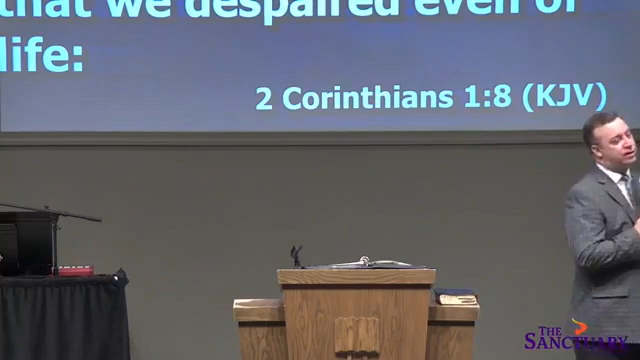 that we despaired even of
life:
2 Corinthians 1:8 (KJV)
THE
SANCTUARY